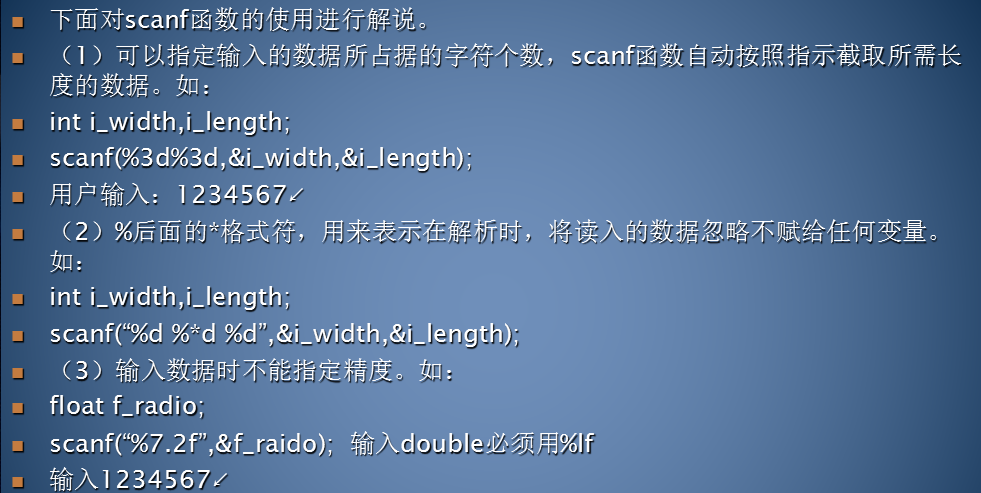 下面对scanf函数的使用进行解说。
（1）可以指定输入的数据所占据的字符个数，scanf函数自动按照指示截取所需长
度的数据。如：
int i_width,i_length;
scanf(%3d%3d,&i_width,&i_length);
用户输入：1234567↙
（2）%后面的*格式符，用来表示在解析时，将读入的数据忽略不赋给任何变量。
如：
int i_width,i_length;
scanf(“%d %*d %d”,&i_width,&i_length);
（3）输入数据时不能指定精度。如：
float f_radio;
scanf(“%7.2f”,&f_raido);  输入double必须用%lf
输入1234567↙